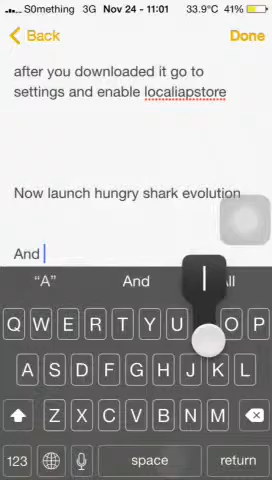 S0mething 3G Nov 24 - 11:01 33.9°C 41%
Back Done
after you downloaded it go to
settings and enable localiapstore
Now launch hungry shark evolution
And
“A” And All
Q W E R T Y U O P
A S D F G H J K L
Z X C V B N M
123 space return